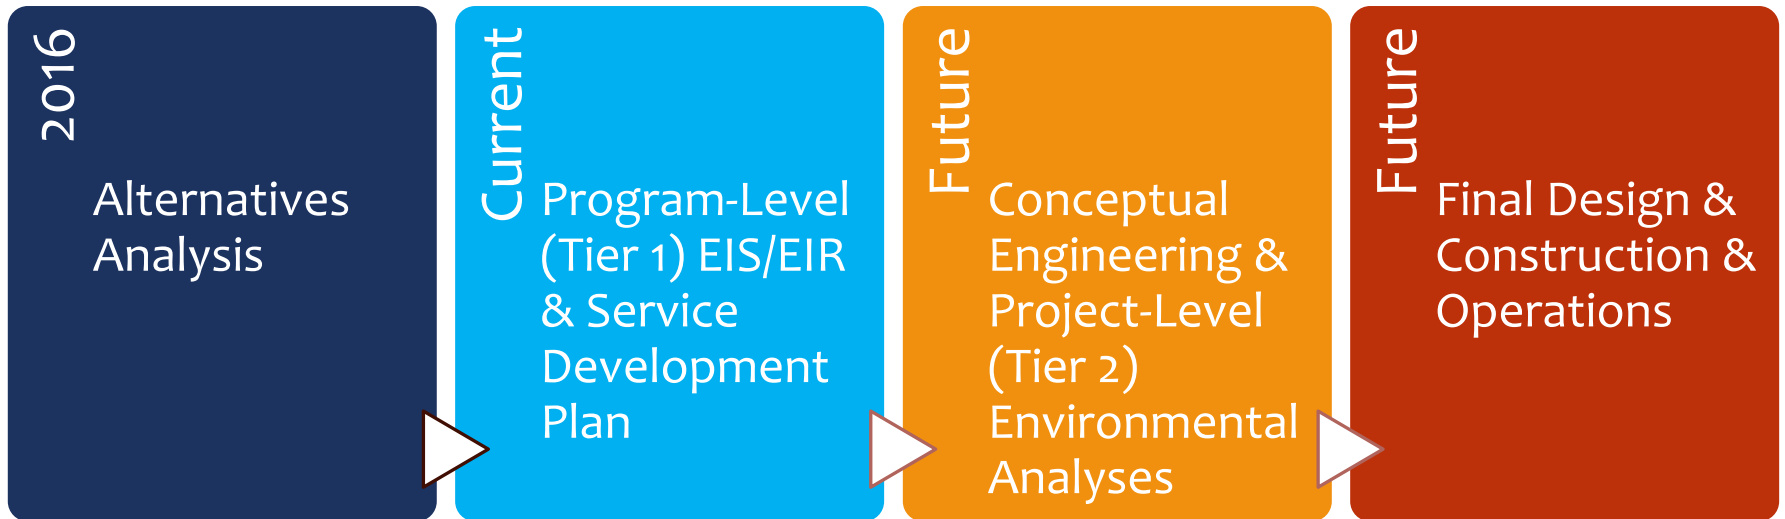 2016
Alternatives
Analysis
Current
Program-Level
(Tier 1) EIS/EIR
& Service
Development
Plan
Future
Conceptual
Engineering &
Project-Level
(Tier 2)
Environmental
Analyses
Future
Final Design &
Construction &
Operations